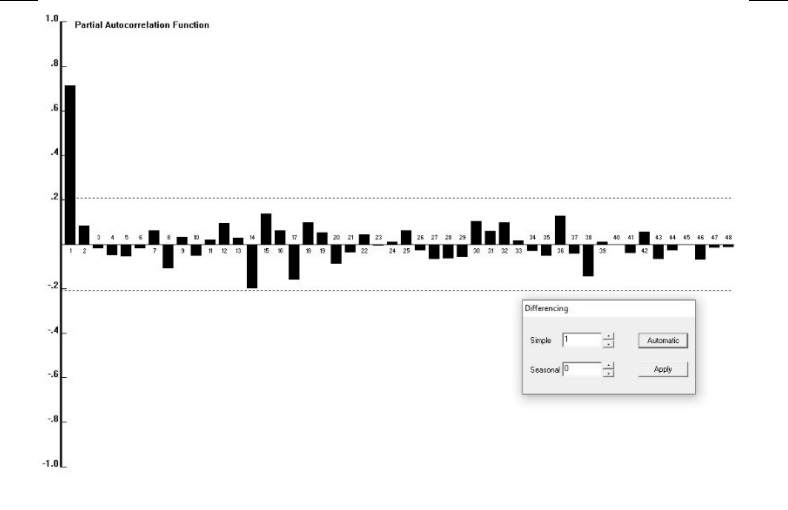 1.0
Partial Autocorrelation Function
.8
.6
.4
.2
3 4 5 6 8 10 14 17 20 21 23 26 27 28 29 34 35 37 38 40 41 43 44 45 46 47 48
1 2 7 9 11 12 13 15 16 18 19 22 24 25 30 31 32 33 36 39 42
-.2
Differencing
Simple 1 Automatic
-.4
Seasonal 0 Apply
-.6
-.8
-1.0